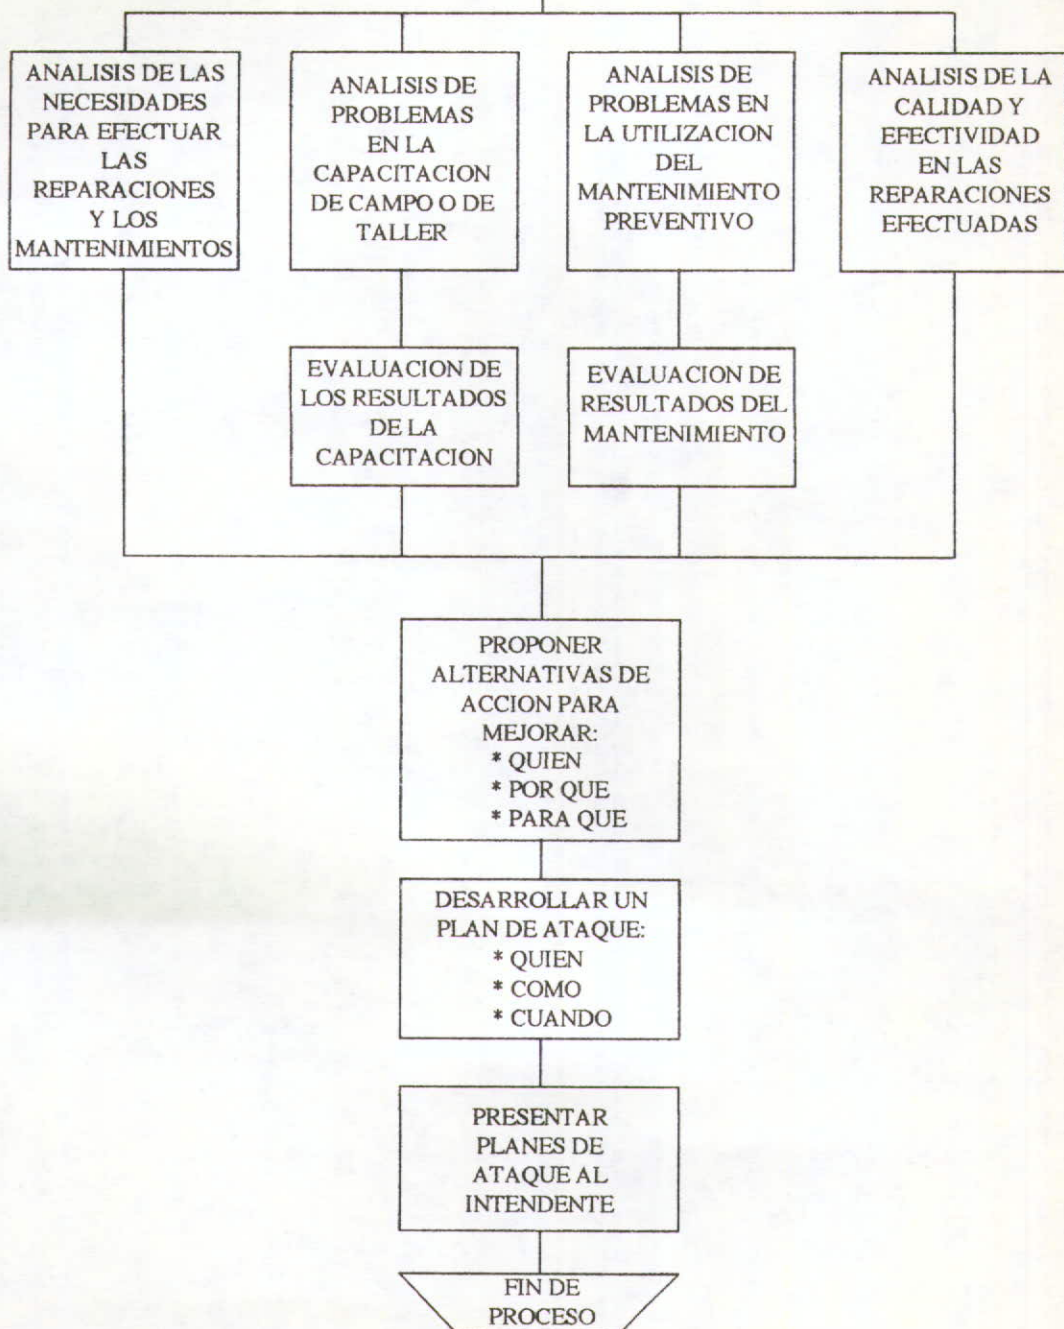 ANALISIS DE LAS
NECESIDADES
PARA EFECTUAR
LAS
REPARACIONES
Y LOS
MANTENIMIENTOS
ANALISIS DE
PROBLEMAS
EN LA
CAPACITACION
DE CAMPO O DE
TALLER
ANALISIS DE
PROBLEMAS EN
LA UTILIZACION
DEL
MANTENIMIENTO
PREVENTIVO
ANALISIS DE LA
CALIDAD Y
EFECTIVIDAD
EN LAS
REPARACIONES
EFECTUADAS
EVALUACION DE
LOS RESULTADOS
DE LA
CAPACITACION
EVALUACION DE
RESULTADOS DEL
MANTENIMIENTO
PROPONER
ALTERNATIVAS DE
ACCION PARA
MEJORAR:
* QUIEN
* POR QUE
* PARA QUE
DESARROLLAR UN
PLAN DE ATAQUE:
* QUIEN
* COMO
* CUANDO
PRESENTAR
PLANES DE
ATAQUE AL
INTENDENTE
FIN DE
PROCESO